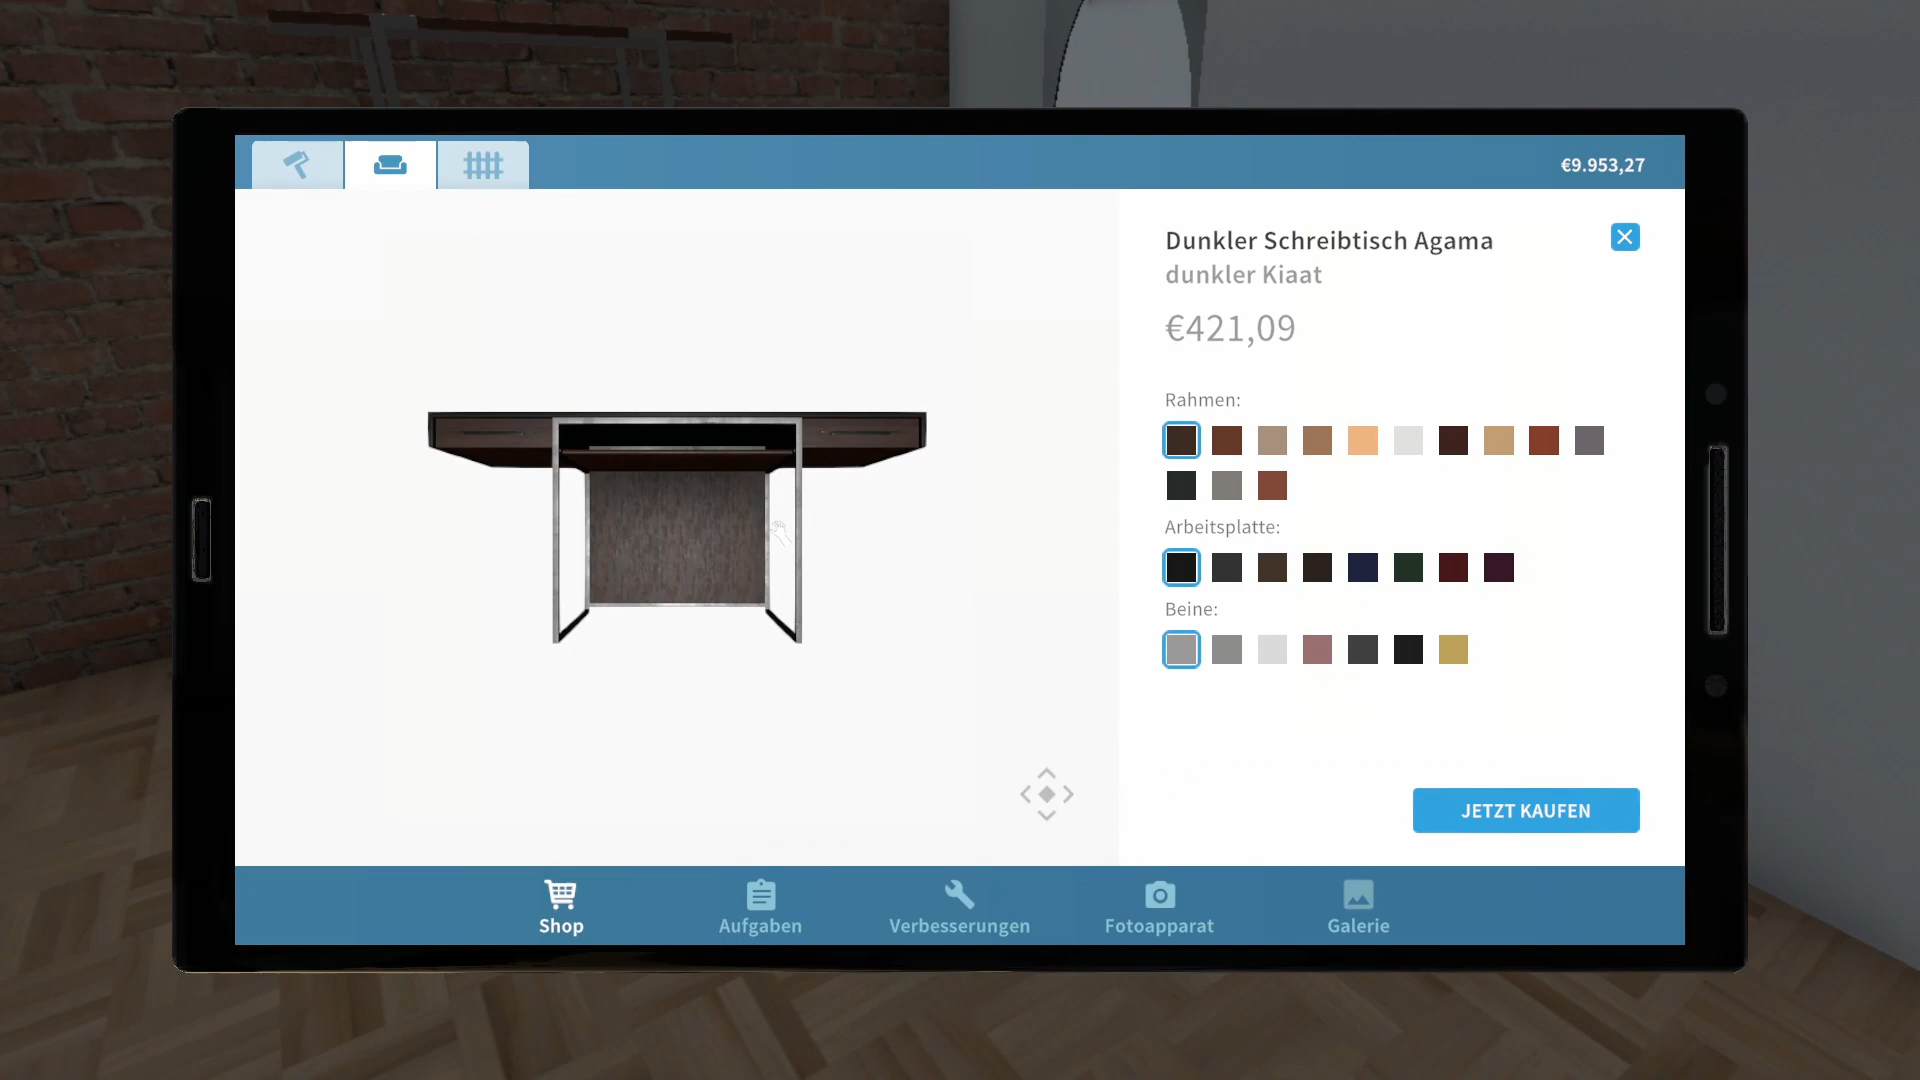 €9.953,27
Dunkler Schreibtisch Agama
dunkler Kiaat
€421,09
Rahmen:
Arbeitsplatte:
Beine:
JETZT KAUFEN
Shop
Aufgaben
Verbesserungen
Fotoapparat
Galerie